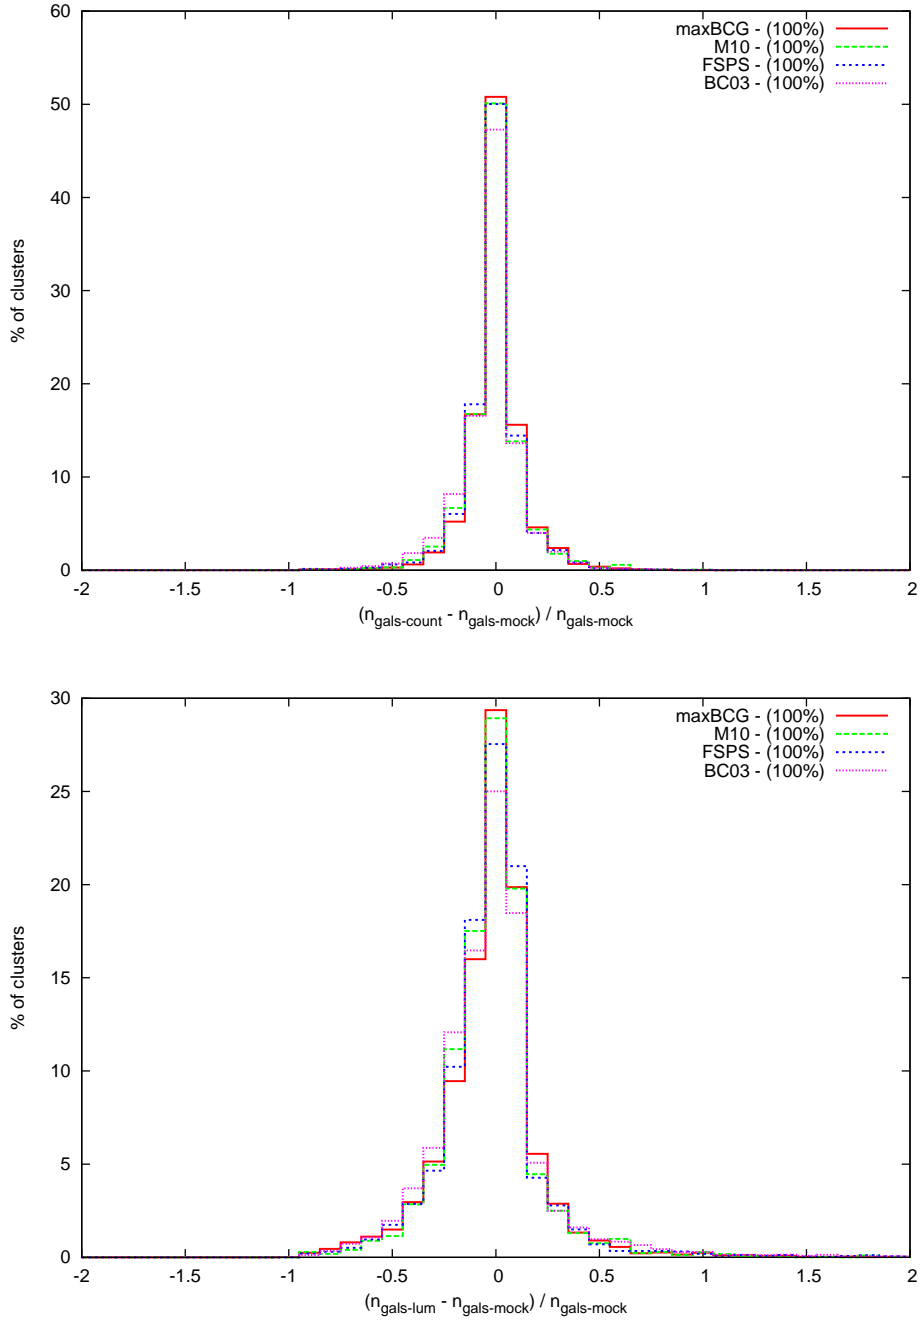 60
50
40
30
20
10
0
% of clusters
maxBCG - (100%)
M10 - (100%)
FSPS - (100%)
BC03 - (100%)
-2 -1.5 -1 -0.5 0 0.5 1 1.5 2
(n_gals-count - n_gals-mock) / n_gals-mock
30
25
20
15
10
5
0
% of clusters
maxBCG - (100%)
M10 - (100%)
FSPS - (100%)
BC03 - (100%)
-2 -1.5 -1 -0.5 0 0.5 1 1.5 2
(n_gals-lum - n_gals-mock) / n_gals-mock